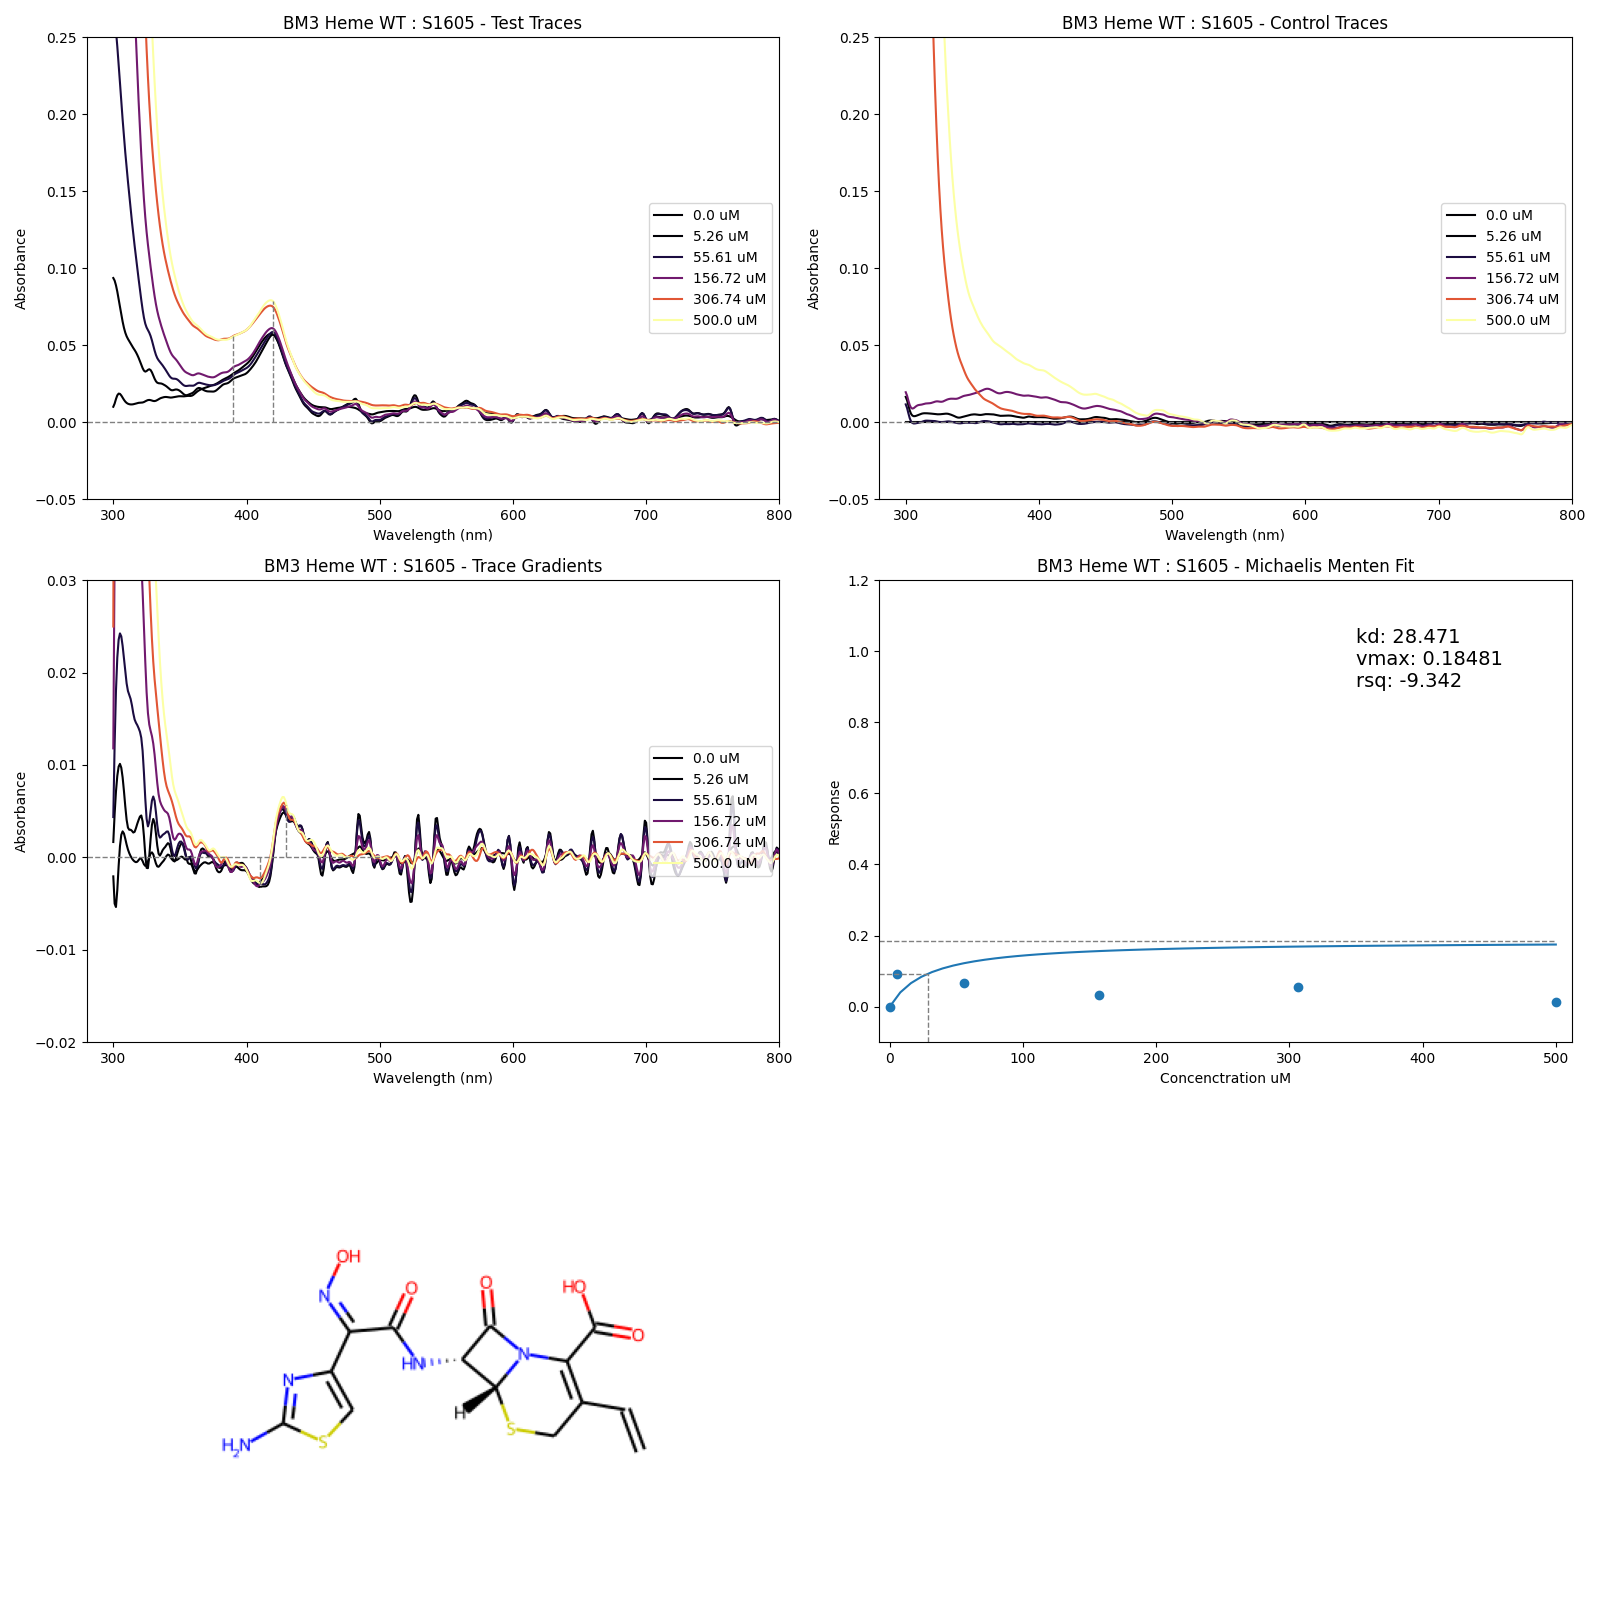 BM3 Heme WT : S1605 - Test Traces
0.25
0.20
0.15
0.10
0.05
0.00
−0.05
Absorbance
300 400 500 600 700 800
Wavelength (nm)
0.0 uM
5.26 uM
55.61 uM
156.72 uM
306.74 uM
500.0 uM
BM3 Heme WT : S1605 - Control Traces
0.25
0.20
0.15
0.10
0.05
0.00
−0.05
Absorbance
300 400 500 600 700 800
Wavelength (nm)
0.0 uM
5.26 uM
55.61 uM
156.72 uM
306.74 uM
500.0 uM
BM3 Heme WT : S1605 - Trace Gradients
0.03
0.02
0.01
0.00
−0.01
−0.02
Absorbance
300 400 500 600 700 800
Wavelength (nm)
0.0 uM
5.26 uM
55.61 uM
156.72 uM
306.74 uM
500.0 uM
BM3 Heme WT : S1605 - Michaelis Menten Fit
1.2
1.0
0.8
0.6
0.4
0.2
0.0
Response
kd: 28.471
vmax: 0.18481
rsq: -9.342
0 100 200 300 400 500
Concenctration uM
OH
N
O
O
HO
O
HN
N
N
H
S
S
H2N